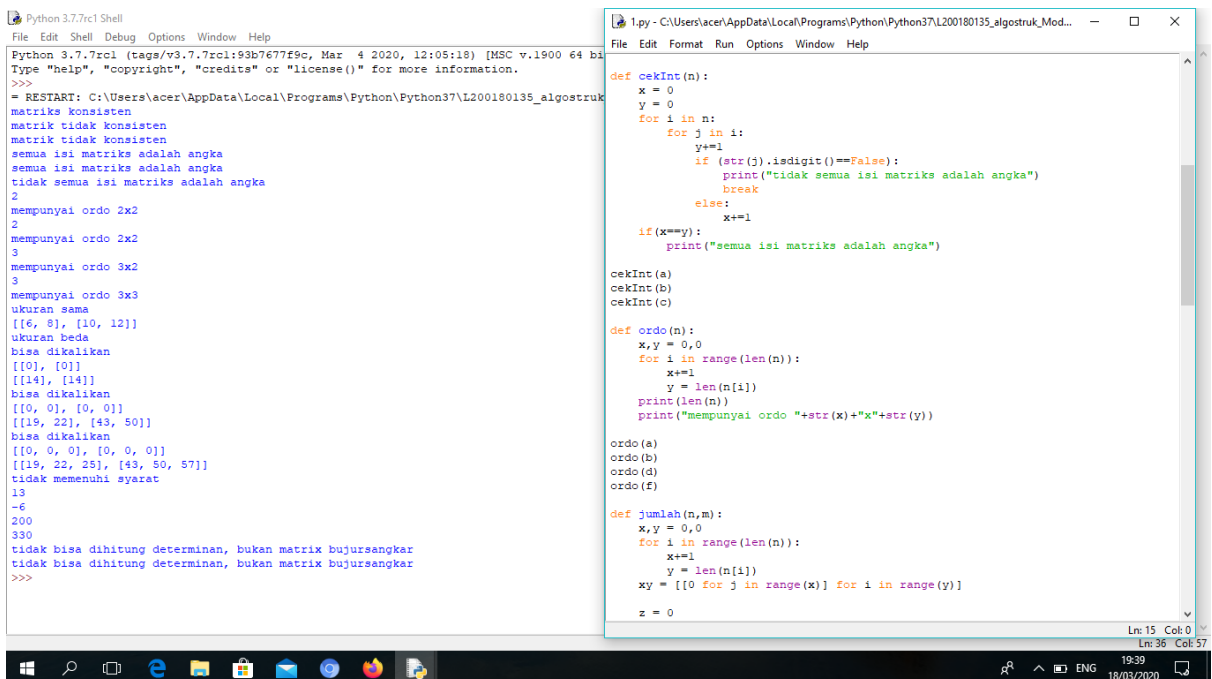 Python 3.7.7rc1 Shell
File Edit Shell Debug Options Window Help
Python 3.7.7rc1 (tags/v3.7.7rc1:93b7677f9c, Mar  4 2020, 12:05:18) [MSC v.1900 64 bi
Type "help", "copyright", "credits" or "license()" for more information.
>>>
= RESTART: C:\Users\acer\AppData\Local\Programs\Python\Python37\L200180135_algostruk
matriks konsisten
matrik tidak konsisten
matrik tidak konsisten
semua isi matriks adalah angka
semua isi matriks adalah angka
tidak semua isi matriks adalah angka
2
mempunyai ordo 2x2
2
mempunyai ordo 2x2
3
mempunyai ordo 3x2
3
mempunyai ordo 3x3
ukuran sama
[[6, 8], [10, 12]]
ukuran beda
bisa dikalikan
[[0], [0]]
[[14], [14]]
bisa dikalikan
[[0, 0], [0, 0]]
[[19, 22], [43, 50]]
bisa dikalikan
[[0, 0, 0], [0, 0, 0]]
[[19, 22, 25], [43, 50, 57]]
tidak memenuhi syarat
13
-6
200
330
tidak bisa dihitung determinan, bukan matrix bujursangkar
tidak bisa dihitung determinan, bukan matrix bujursangkar
>>>
1.py - C:\Users\acer\AppData\Local\Programs\Python\Python37\L200180135_algostruk_Mod...
File Edit Format Run Options Window Help
def cekInt(n):
    x = 0
    y = 0
    for i in n:
        for j in i:
            y+=1
            if (str(j).isdigit()==False):
                print("tidak semua isi matriks adalah angka")
                break
            else:
                x+=1
    if(x==y):
        print("semua isi matriks adalah angka")
cekInt(a)
cekInt(b)
cekInt(c)
def ordo(n):
    x,y = 0,0
    for i in range(len(n)):
        x+=1
        y = len(n[i])
    print(len(n))
    print("mempunyai ordo "+str(x)+"x"+str(y))
ordo(a)
ordo(b)
ordo(d)
ordo(f)
def jumlah(n,m):
    x,y = 0,0
    for i in range(len(n)):
        x+=1
        y = len(n[i])
    xy = [[0 for j in range(x)] for i in range(y)]
    z = 0
Ln: 15 Col: 0
Ln: 36 Col: 57
ENG
19:39
18/03/2020